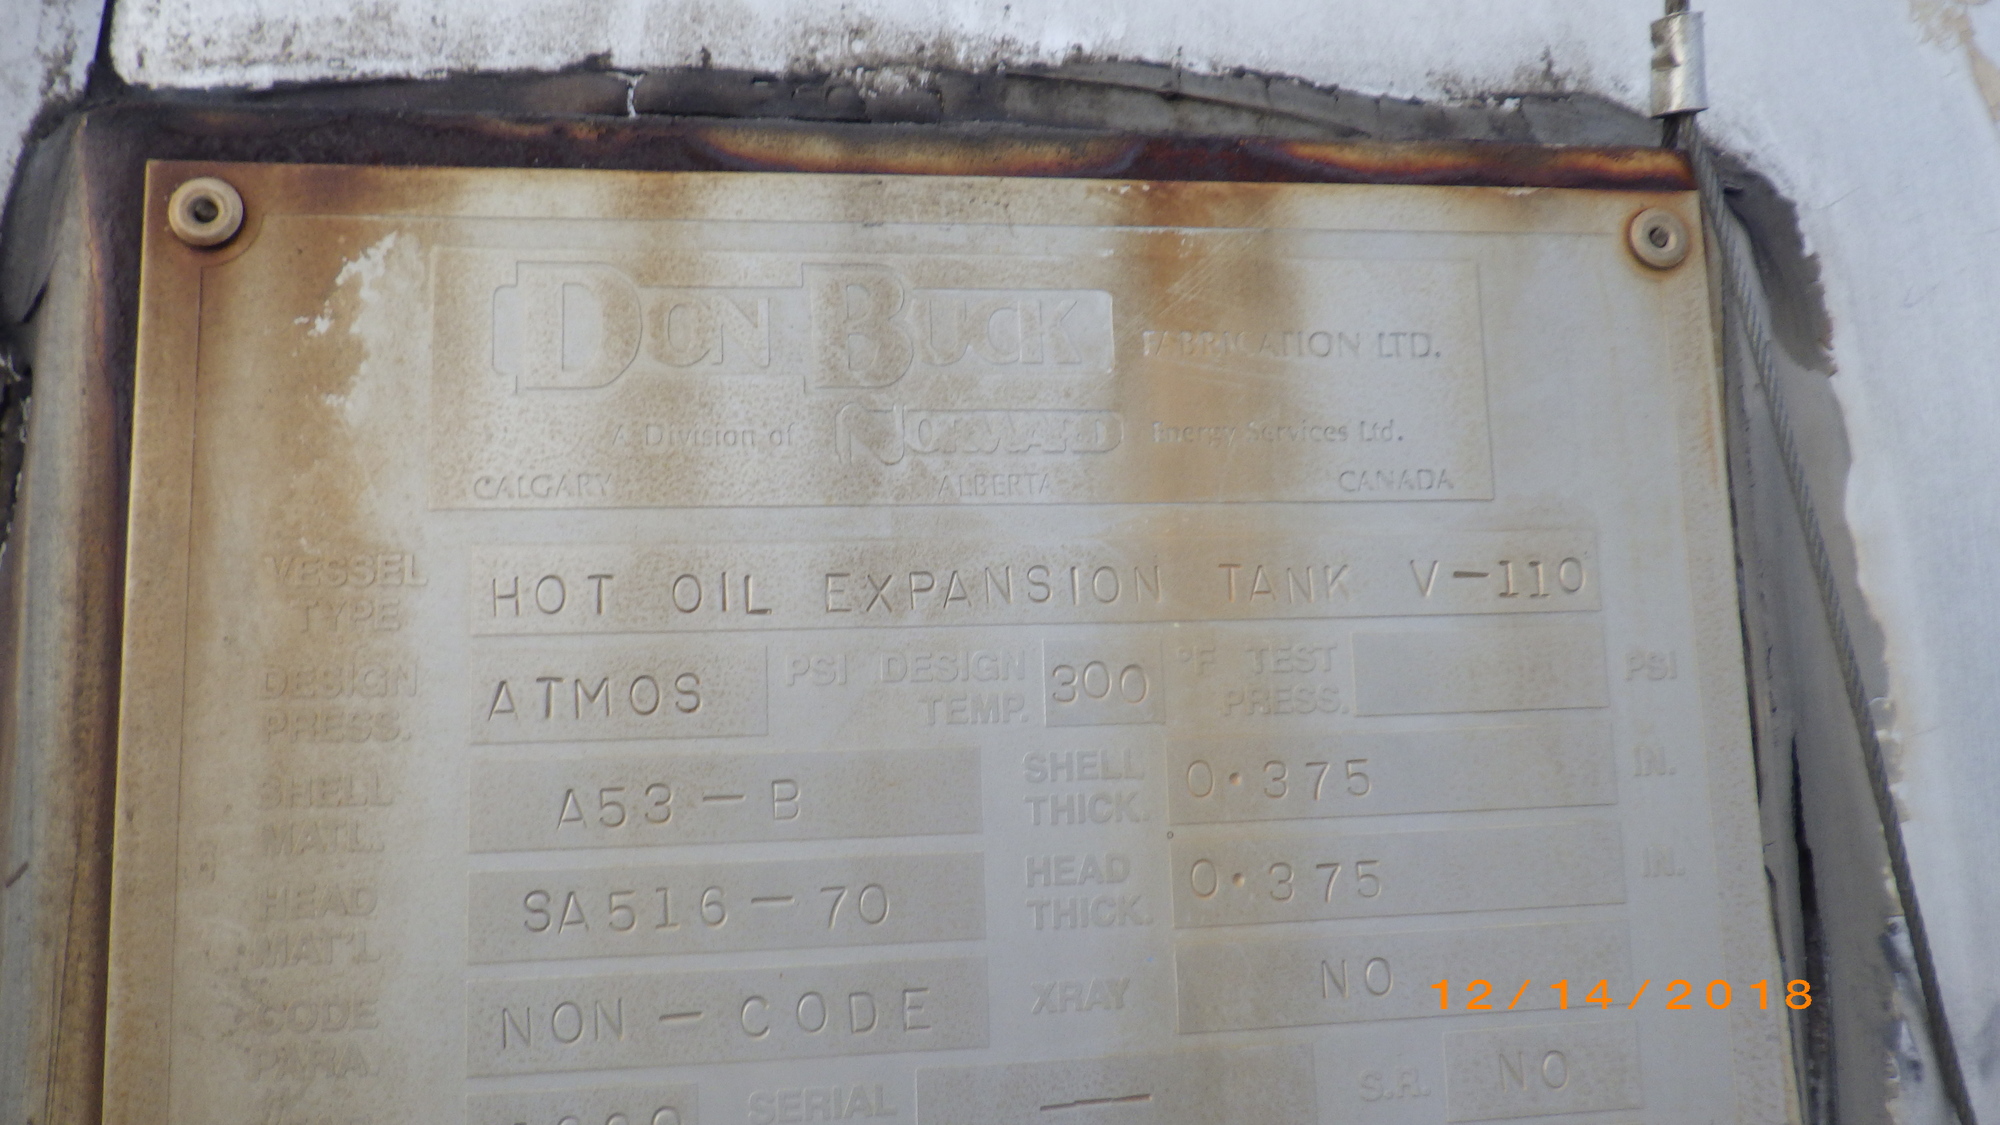 DON BUCK FABRICATION LTD.
A Division of NORWARD Energy Services Ltd.
CALGARY ALBERTA CANADA
VESSEL TYPE HOT OIL EXPANSION TANK V-110
DESIGN PRESS. ATMOS PSI DESIGN TEMP. 300 °F TEST PRESS. PSI
SHELL MAT'L. A53-B SHELL THICK. 0.375 IN.
HEAD MAT'L. SA516-70 HEAD THICK. 0.375 IN.
CODE PARA. NON-CODE XRAY NO
12/14/2018
SERIAL — S.R. NO